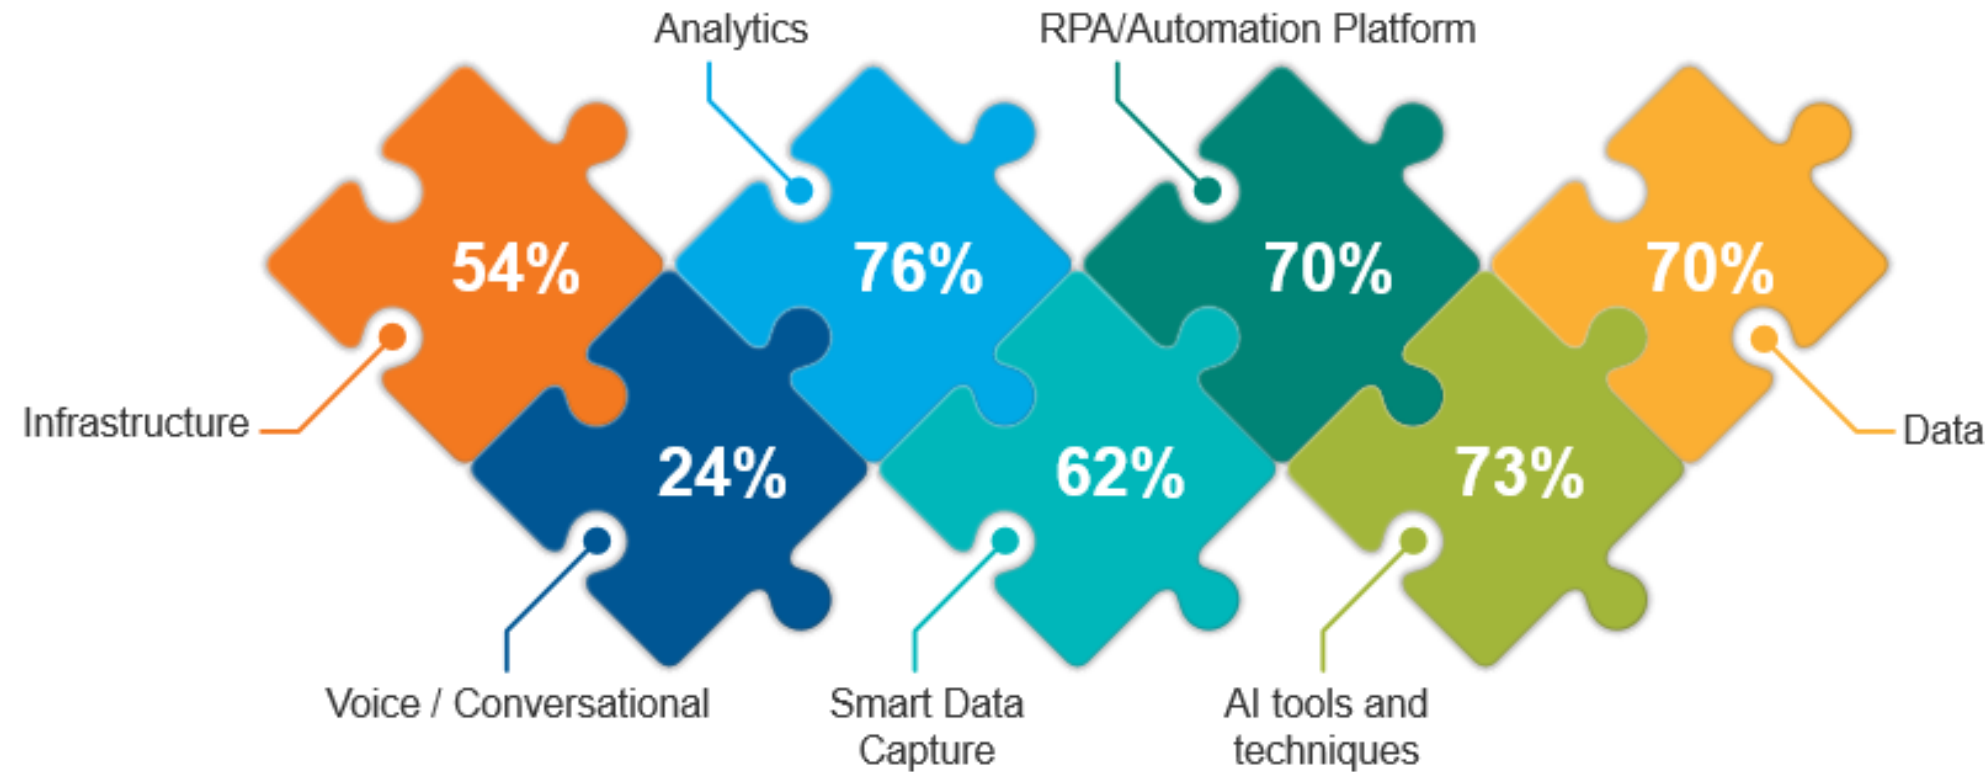 Analytics
RPA/Automation Platform
54%
76%
70%
70%
Infrastructure
Data
24%
62%
73%
Voice / Conversational
Smart Data
Capture
AI tools and
techniques